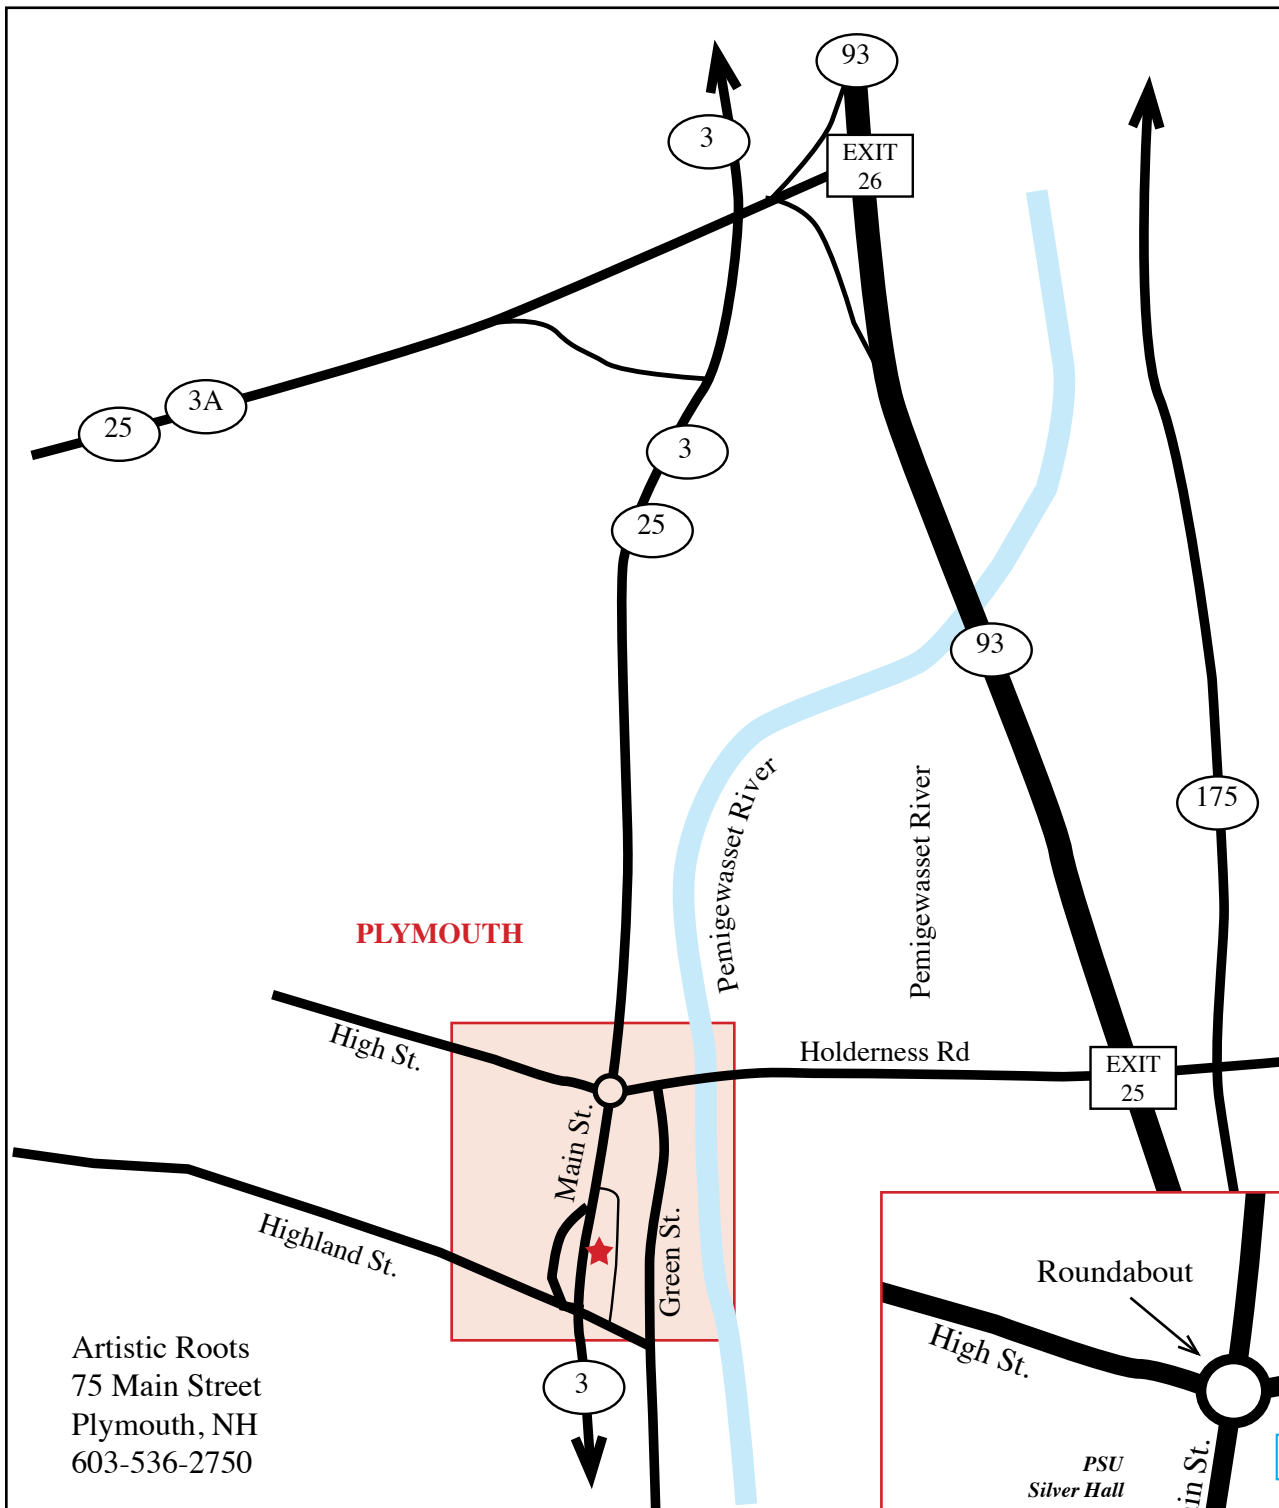 93
3
EXIT
26
3A
25
3
25
93
175
Pemigewasset River
Pemigewasset River
PLYMOUTH
High St.
Holderness Rd
EXIT
25
Main St.
Highland St.
Green St.
3
Artistic Roots
75 Main Street
Plymouth, NH
603-536-2750
Roundabout
High St.
PSU
Silver Hall
in St.